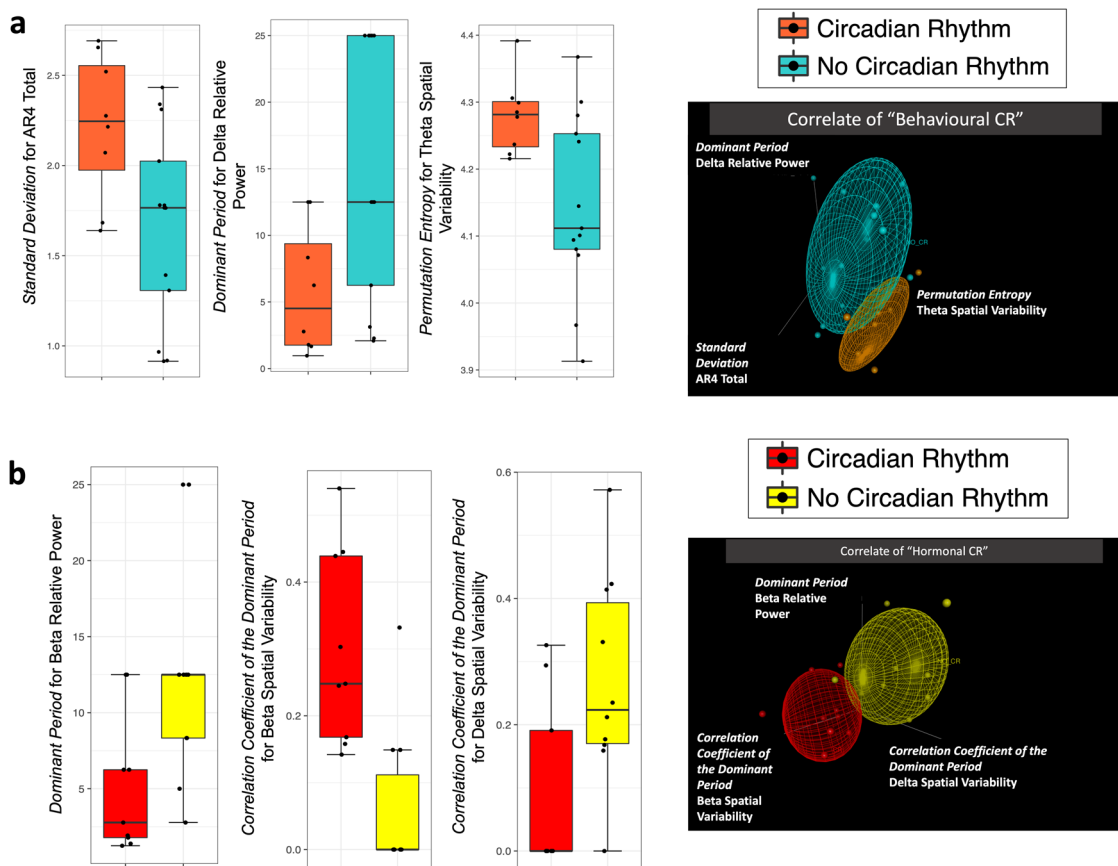 a
Standard Deviation for AR4 Total
2.5
2.0
1.5
1.0
Dominant Period for Delta Relative
Power
25
20
15
10
5
0
Permutation Entropy for Theta Spatial
Variability
4.4
4.3
4.2
4.1
4.0
3.9
Circadian Rhythm
No Circadian Rhythm
Correlate of “Behavioural CR”
Dominant Period
Delta Relative Power
Permutation Entropy
Theta Spatial Variability
Standard
Deviation
AR4 Total
b
Dominant Period for Beta Relative Power
25
20
15
10
5
Correlation Coefficient of the Dominant Period
for Beta Spatial Variability
0.4
0.2
0.0
Correlation Coefficient of the Dominant Period
for Delta Spatial Variability
0.6
0.4
0.2
0.0
Circadian Rhythm
No Circadian Rhythm
Correlate of “Hormonal CR”
Dominant Period
Beta Relative
Power
Correlation
Coefficient of
the Dominant
Period
Beta Spatial
Variability
Correlation Coefficient of the
Dominant Period
Delta Spatial Variability